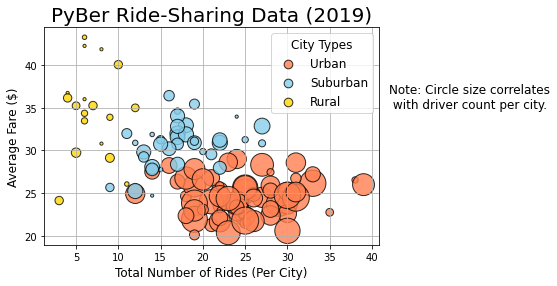 PyBer Ride-Sharing Data (2019)
City Types
Urban
Suburban
Rural
Note: Circle size correlates
with driver count per city.
Average Fare ($)
40
35
30
25
20
5
10
15
20
25
30
35
40
Total Number of Rides (Per City)